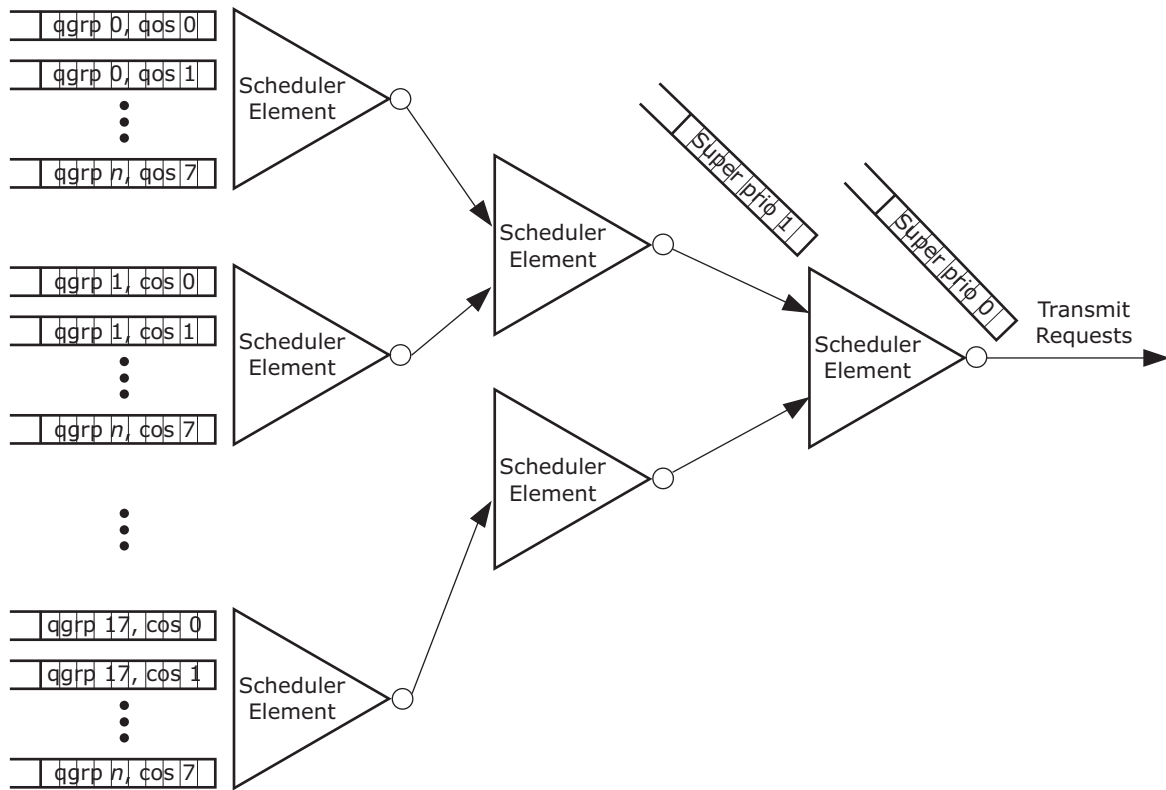 qgrp 0, qos 0
qgrp 0, qos 1
qgrp n, qos 7
Scheduler
Element
qgrp 1, cos 0
qgrp 1, cos 1
qgrp n, cos 7
Scheduler
Element
qgrp 17, cos 0
qgrp 17, cos 1
qgrp n, cos 7
Scheduler
Element
Scheduler
Element
Scheduler
Element
Super prio 1
Super prio 0
Scheduler
Element
Transmit
Requests